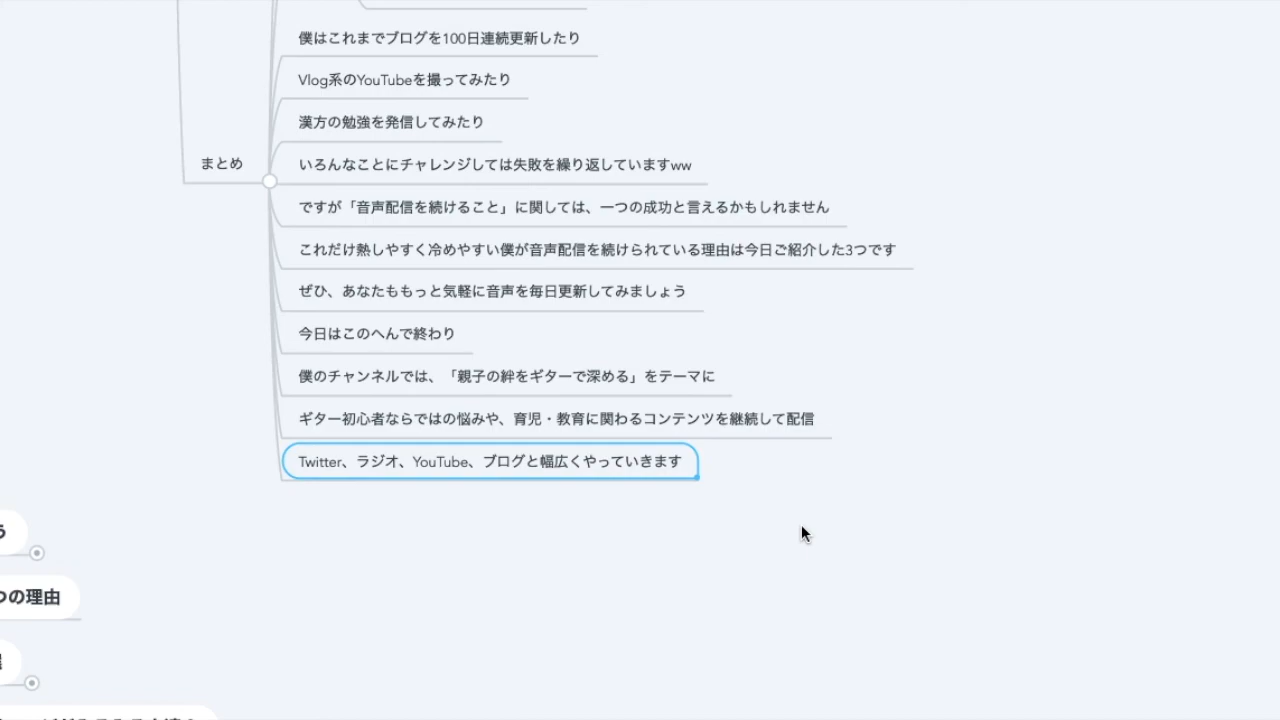 僕はこれまでブログを100日連続更新したり
Vlog系のYouTubeを撮ってみたり
漢方の勉強を発信してみたり
まとめ
いろんなことにチャレンジしては失敗を繰り返していますww
ですが「音声配信を続けること」に関しては、一つの成功と言えるかもしれません
これだけ熱しやすく冷めやすい僕が音声配信を続けられている理由は今日ご紹介した3つです
ぜひ、あなたももっと気軽に音声を毎日更新してみましょう
今日はこのへんで終わり
僕のチャンネルでは、「親子の絆をギターで深める」をテーマに
ギター初心者ならではの悩みや、育児・教育に関わるコンテンツを継続して配信
Twitter、ラジオ、YouTube、ブログと幅広くやっていきます
う
つの理由